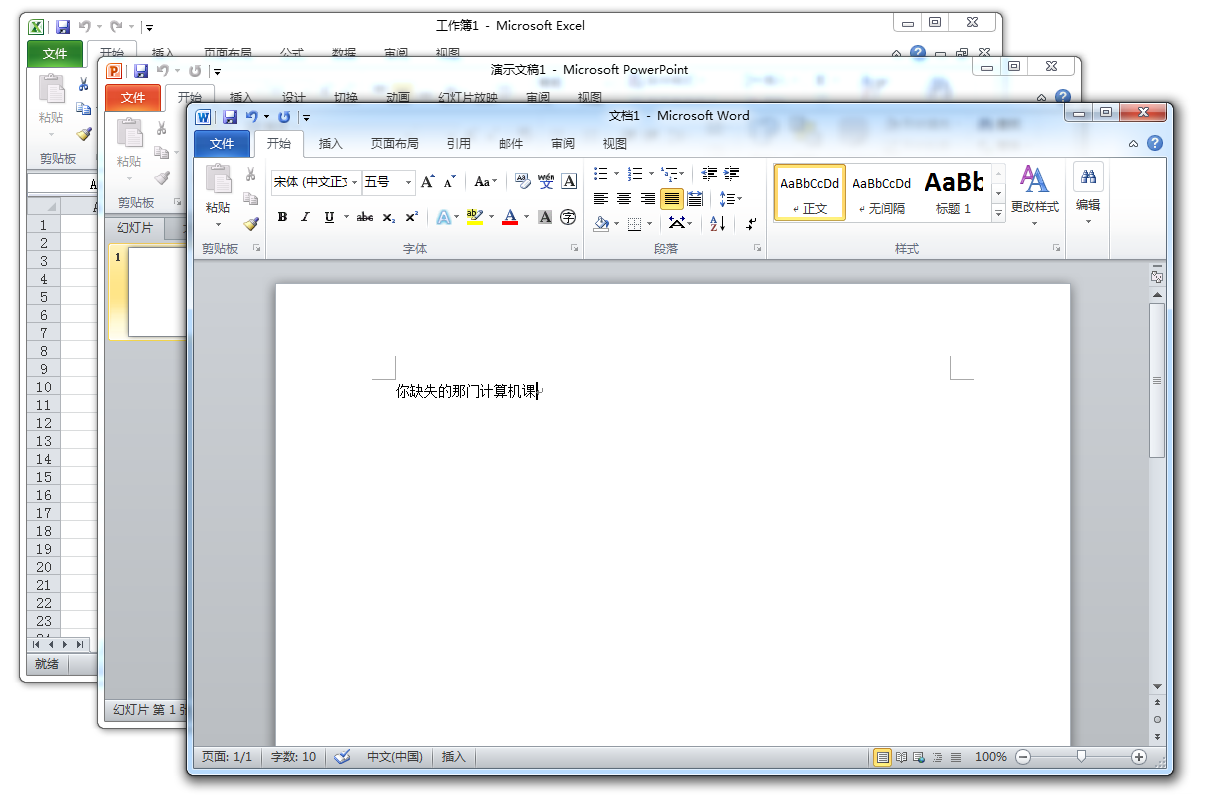 工作簿1 - Microsoft Excel
文件 开始 插入 页面布局 公式 数据 审阅 视图
粘贴
剪贴板
A
1
2
3
4
5
6
7
8
9
10
11
12
13
14
15
16
17
18
19
20
21
22
23
就绪
演示文稿1 - Microsoft PowerPoint
文件 开始 插入 设计 切换 动画 幻灯片放映 审阅 视图
粘贴
剪贴板
幻灯片
1
幻灯片 第 1 张
文档1 - Microsoft Word
文件 开始 插入 页面布局 引用 邮件 审阅 视图
宋体 (中文正文 五号 A A Aa wén 文 A
B I U abc x₂ x² A ab A A 字
粘贴
剪贴板 字体 段落 样式
AaBbCcDd AaBbCcDd AaBb
正文 无间隔 标题 1
更改样式 编辑
你缺失的那门计算机课
页面: 1/1 字数: 10 中文(中国) 插入 100%